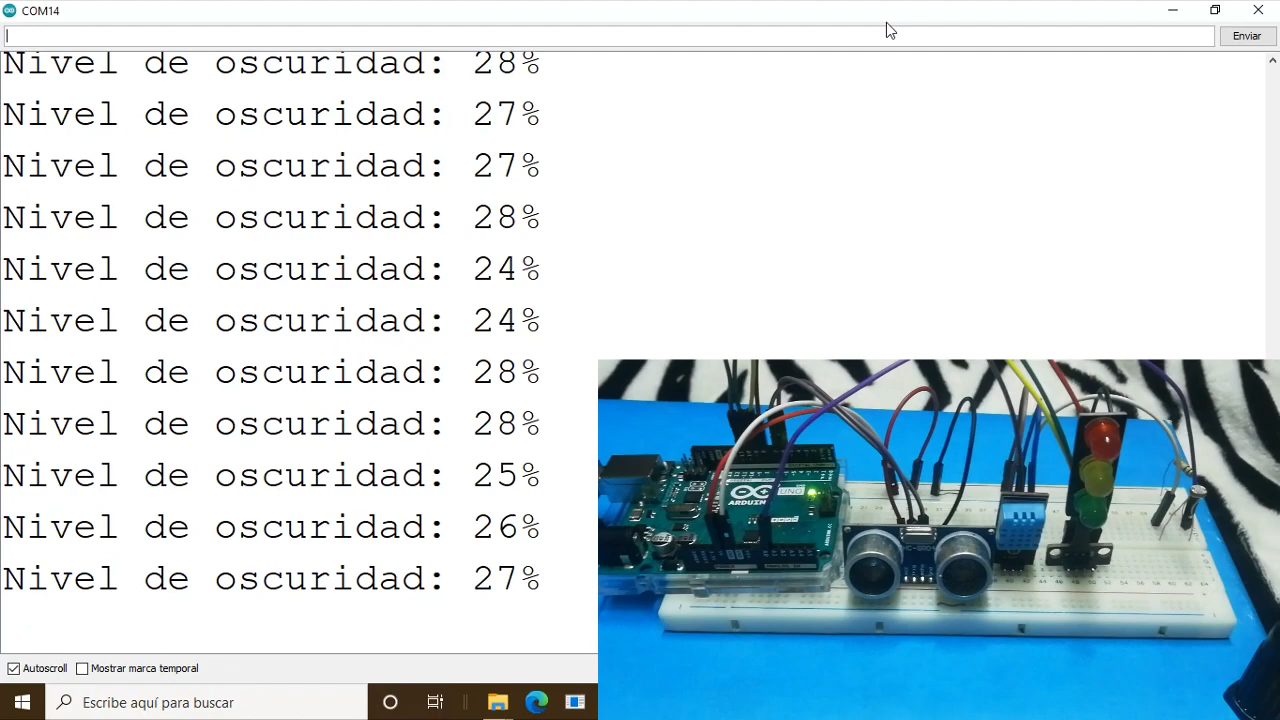 COM14
Enviar
Nivel de oscuridad: 28%
Nivel de oscuridad: 27%
Nivel de oscuridad: 27%
Nivel de oscuridad: 28%
Nivel de oscuridad: 24%
Nivel de oscuridad: 24%
Nivel de oscuridad: 28%
Nivel de oscuridad: 28%
Nivel de oscuridad: 25%
Nivel de oscuridad: 26%
Nivel de oscuridad: 27%
UNO
ARDUINO
Autoscroll
Mostrar marca temporal
Escribe aquí para buscar